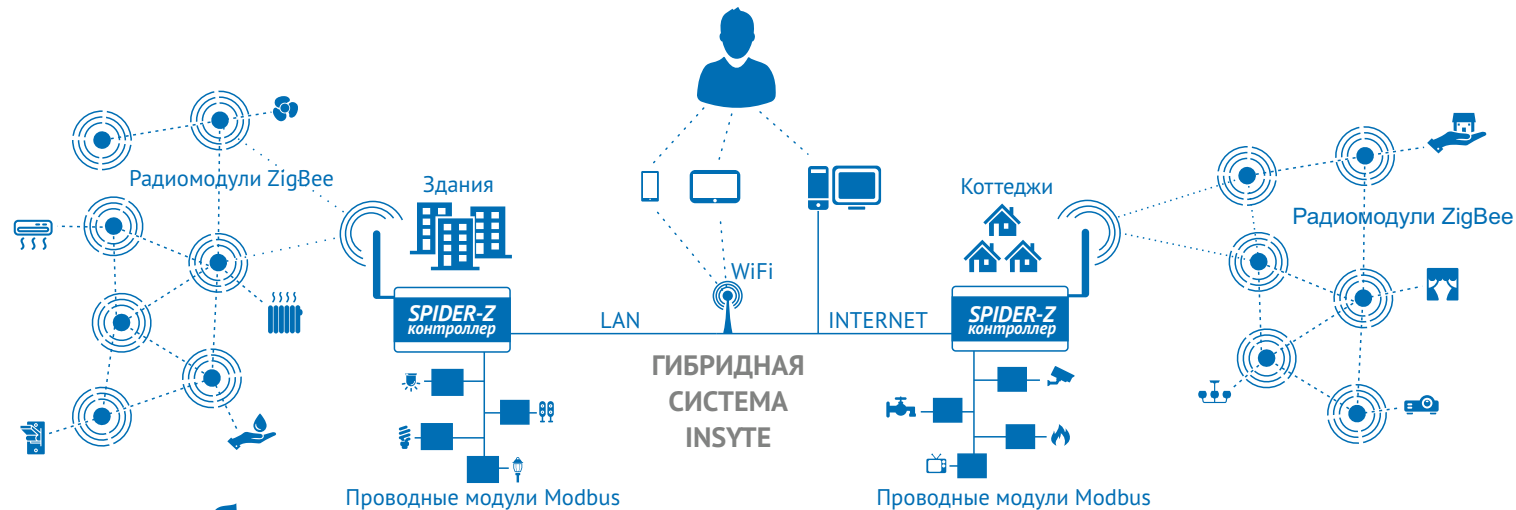 Радиомодули ZigBee
Здания
Коттеджи
Радиомодули ZigBee
WiFi
SPIDER-Z
контроллер
LAN
INTERNET
SPIDER-Z
контроллер
ГИБРИДНАЯ
СИСТЕМА
INSYTE
Проводные модули Modbus
Проводные модули Modbus